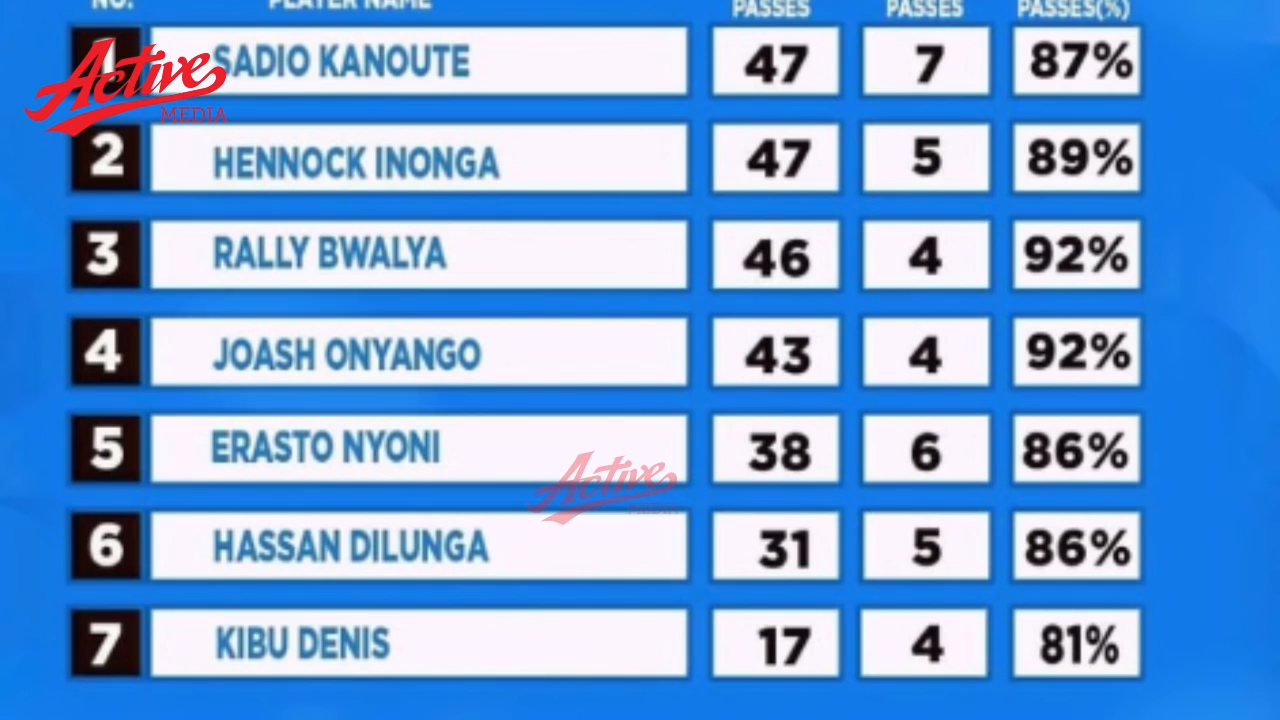 NO. PLAYER NAME PASSES PASSES PASSES(%)
1 SADIO KANOUTE 47 7 87%
Active
MEDIA
2 HENNOCK INONGA 47 5 89%
3 RALLY BWALYA 46 4 92%
4 JOASH ONYANGO 43 4 92%
5 ERASTO NYONI 38 6 86%
Active
MEDIA
6 HASSAN DILUNGA 31 5 86%
7 KIBU DENIS 17 4 81%